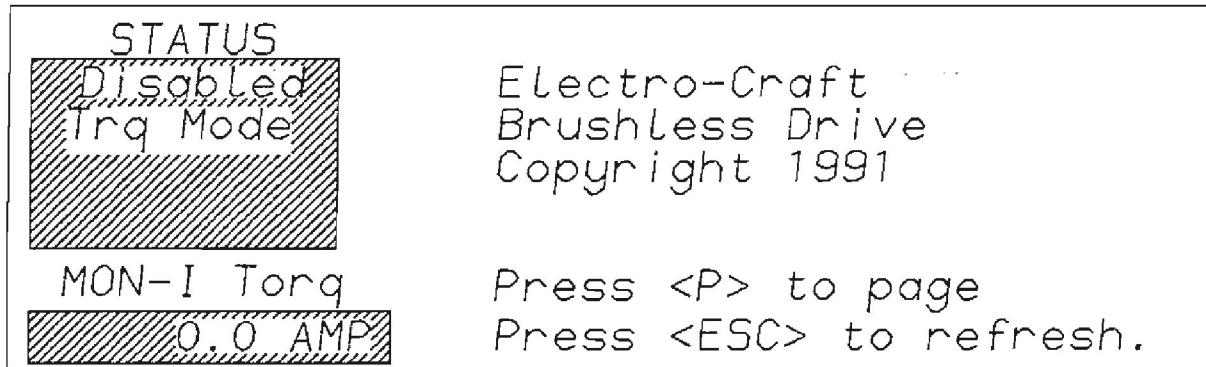 STATUS
Disabled
Trq Mode
Electro-Craft
Brushless Drive
Copyright 1991
MON-I Torq
0.0 AMP
Press <P> to page
Press <ESC> to refresh.